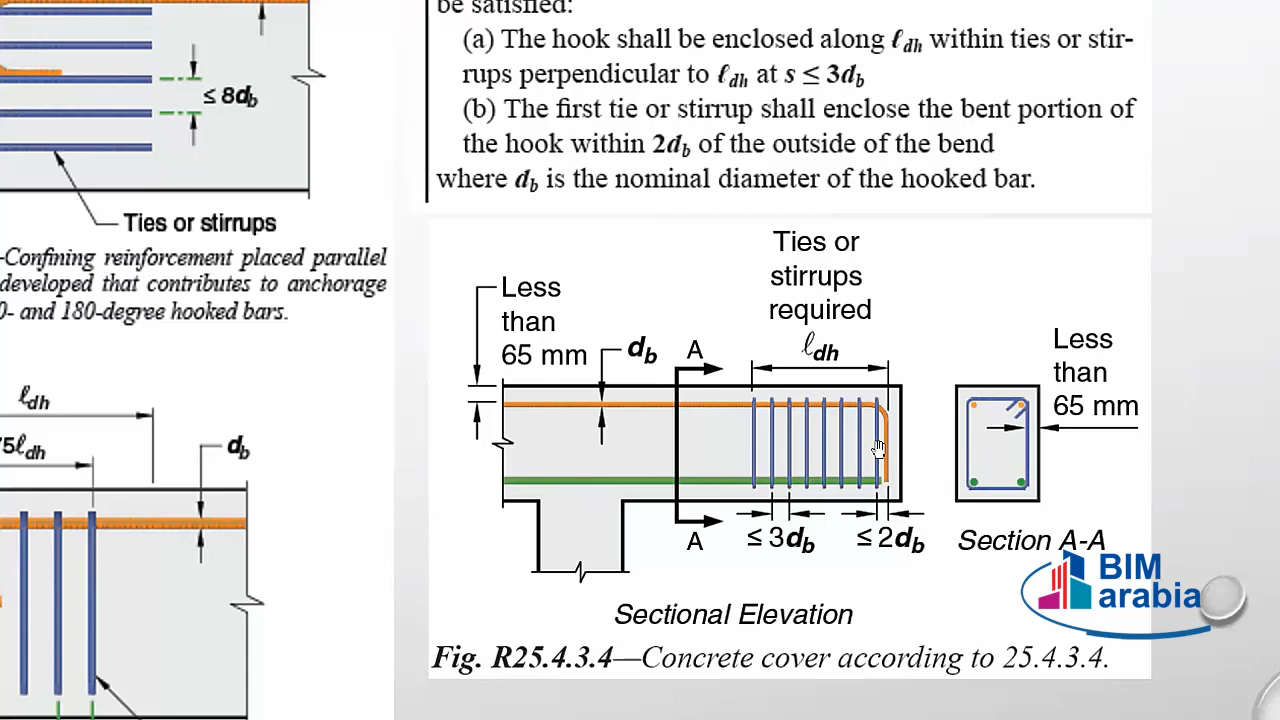 ≤ 8db
Ties or stirrups
-Confining reinforcement placed parallel
developed that contributes to anchorage
0- and 180-degree hooked bars.
ℓdh
75ℓdh
db
be satisfied:
(a) The hook shall be enclosed along ℓdh within ties or stir-
rups perpendicular to ℓdh at s ≤ 3db
(b) The first tie or stirrup shall enclose the bent portion of
the hook within 2db of the outside of the bend
where db is the nominal diameter of the hooked bar.
Less
than
65 mm
db
A
Ties or
stirrups
required
ℓdh
Less
than
65 mm
A
≤ 3db
≤ 2db
Section A-A
Sectional Elevation
Fig. R25.4.3.4—Concrete cover according to 25.4.3.4.
BIM
arabia